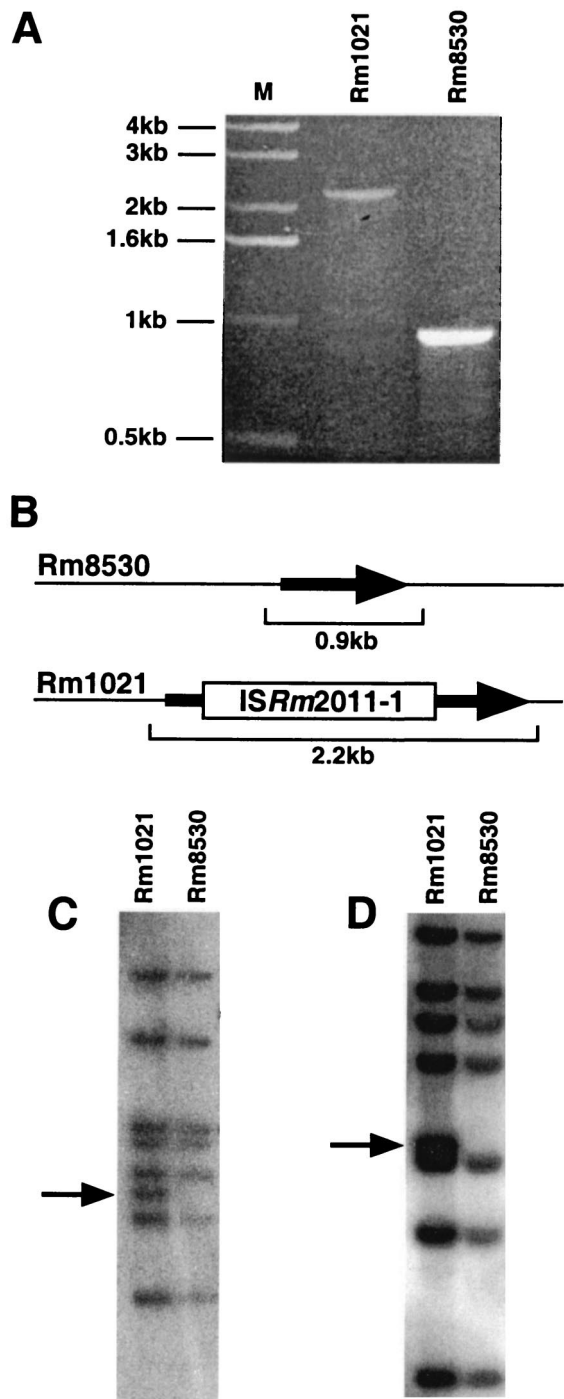 A
M
Rm1021
Rm8530
4kb
3kb
2kb
1.6kb
1kb
0.5kb
B
Rm8530
0.9kb
Rm1021
ISRm2011-1
2.2kb
C
Rm1021
Rm8530
D
Rm1021
Rm8530